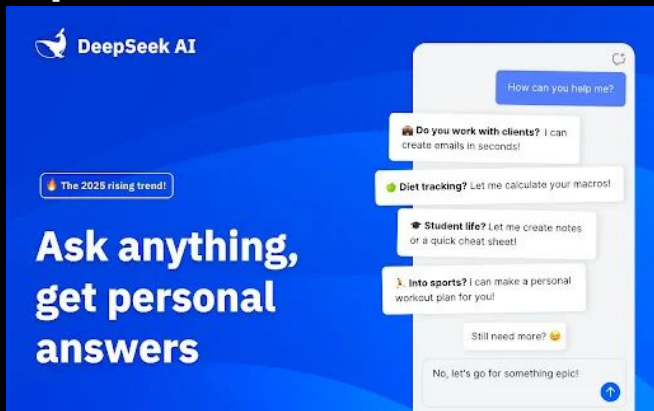 DeepSeek AI
🔥 The 2025 rising trend!
Ask anything,
get personal
answers
How can you help me?
Do you work with clients? I can
create emails in seconds!
🍏 Diet tracking? Let me calculate your macros!
🎓 Student life? Let me create notes
or a quick cheat sheet!
🏃 Into sports? I can make a personal
workout plan for you!
Still need more? 😉
No, let's go for something epic!